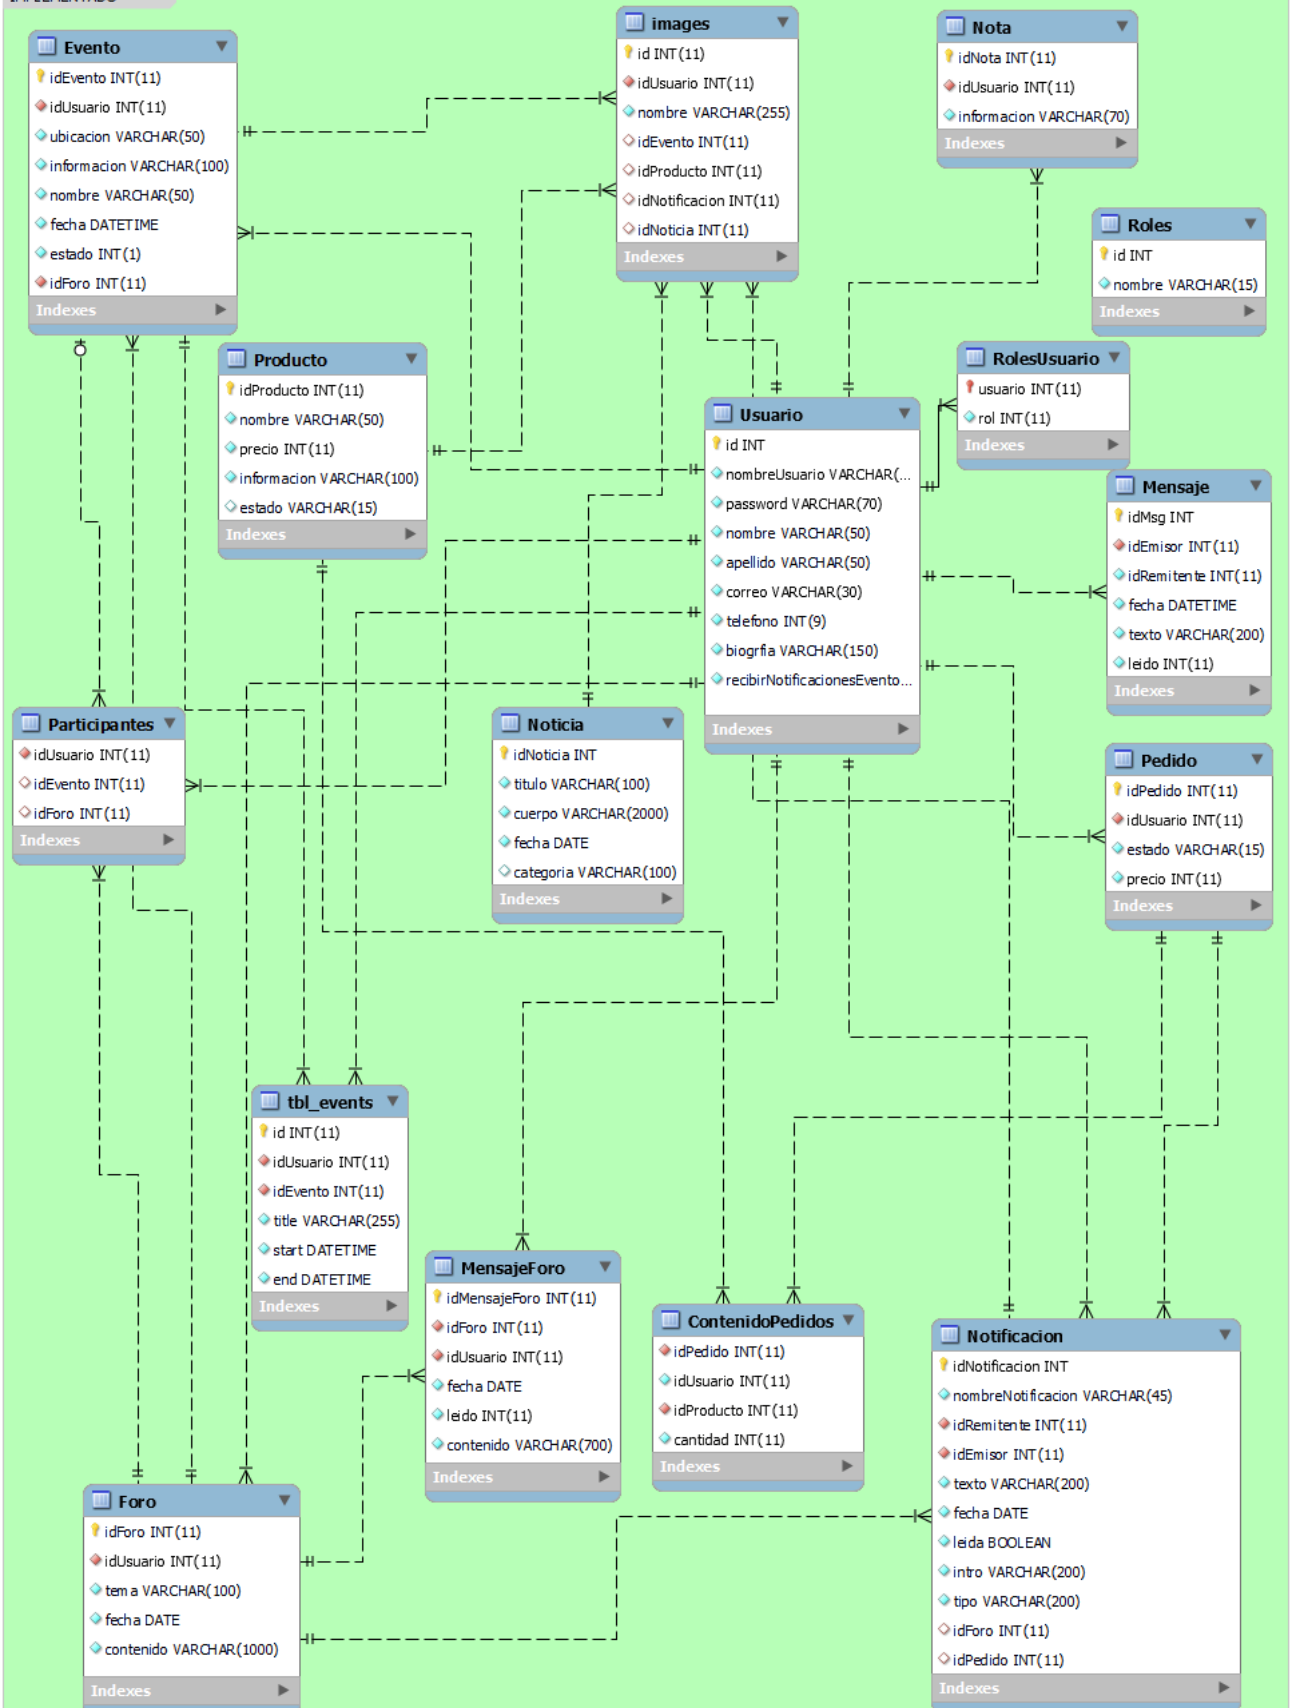 Evento
idEvento INT(11)
idUsuario INT(11)
ubicacion VARCHAR(50)
informacion VARCHAR(100)
nombre VARCHAR(50)
fecha DATETIME
estado INT(1)
idForo INT(11)
Indexes
images
id INT(11)
idUsuario INT(11)
nombre VARCHAR(255)
idEvento INT(11)
idProducto INT(11)
idNotificacion INT(11)
idNoticia INT(11)
Indexes
Nota
idNota INT(11)
idUsuario INT(11)
informacion VARCHAR(70)
Indexes
Roles
id INT
nombre VARCHAR(15)
Indexes
Producto
idProducto INT(11)
nombre VARCHAR(50)
precio INT(11)
informacion VARCHAR(100)
estado VARCHAR(15)
Indexes
RolesUsuario
usuario INT(11)
rol INT(11)
Indexes
Usuario
id INT
nombreUsuario VARCHAR(...
password VARCHAR(70)
nombre VARCHAR(50)
apellido VARCHAR(50)
correo VARCHAR(30)
telefono INT(9)
biogrfia VARCHAR(150)
recibirNotificacionesEvento...
Indexes
Mensaje
idMsg INT
idEmisor INT(11)
idRemitente INT(11)
fecha DATETIME
texto VARCHAR(200)
leido INT(11)
Indexes
Participantes
idUsuario INT(11)
idEvento INT(11)
idForo INT(11)
Indexes
Noticia
idNoticia INT
titulo VARCHAR(100)
cuerpo VARCHAR(2000)
fecha DATE
categoria VARCHAR(100)
Indexes
Pedido
idPedido INT(11)
idUsuario INT(11)
estado VARCHAR(15)
precio INT(11)
Indexes
tbl_events
id INT(11)
idUsuario INT(11)
idEvento INT(11)
title VARCHAR(255)
start DATETIME
end DATETIME
Indexes
MensajeForo
idMensajeForo INT(11)
idForo INT(11)
idUsuario INT(11)
fecha DATE
leido INT(11)
contenido VARCHAR(700)
Indexes
ContenidoPedidos
idPedido INT(11)
idUsuario INT(11)
idProducto INT(11)
cantidad INT(11)
Indexes
Notificacion
idNotificacion INT
nombreNotificacion VARCHAR(45)
idRemitente INT(11)
idEmisor INT(11)
texto VARCHAR(200)
fecha DATE
leida BOOLEAN
intro VARCHAR(200)
tipo VARCHAR(200)
idForo INT(11)
idPedido INT(11)
Indexes
Foro
idForo INT(11)
idUsuario INT(11)
tema VARCHAR(100)
fecha DATE
contenido VARCHAR(1000)
Indexes